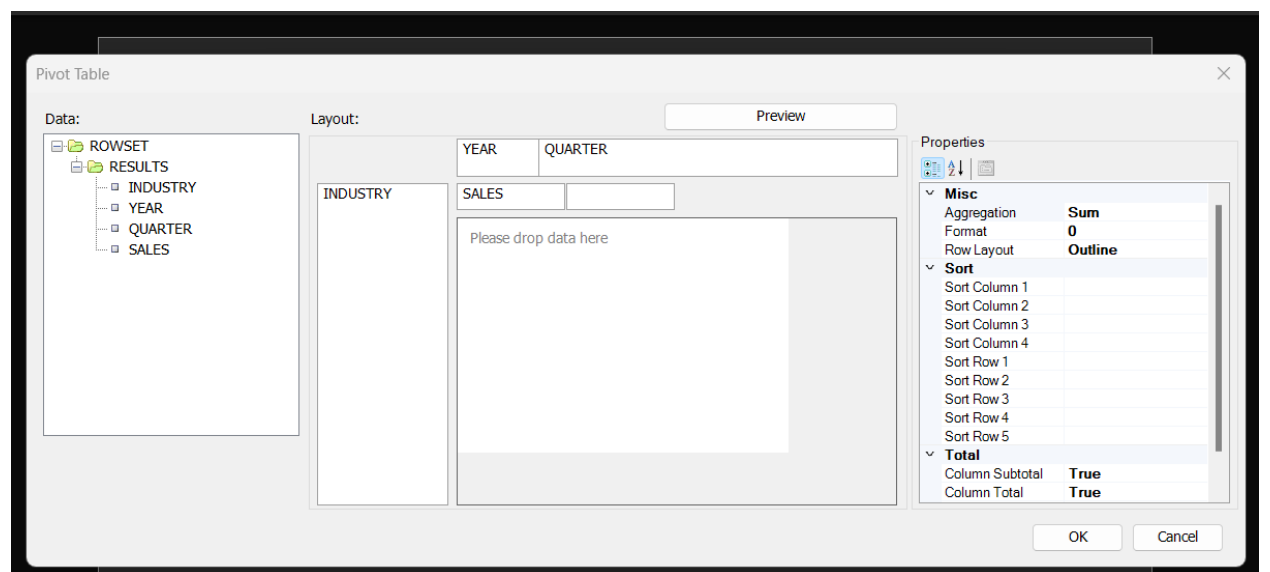 Pivot Table
Data:
ROWSET
RESULTS
INDUSTRY
YEAR
QUARTER
SALES
Layout:
Preview
YEAR QUARTER
INDUSTRY
SALES
Please drop data here
Properties
Misc
Aggregation Sum
Format 0
Row Layout Outline
Sort
Sort Column 1
Sort Column 2
Sort Column 3
Sort Column 4
Sort Row 1
Sort Row 2
Sort Row 3
Sort Row 4
Sort Row 5
Total
Column Subtotal True
Column Total True
OK Cancel